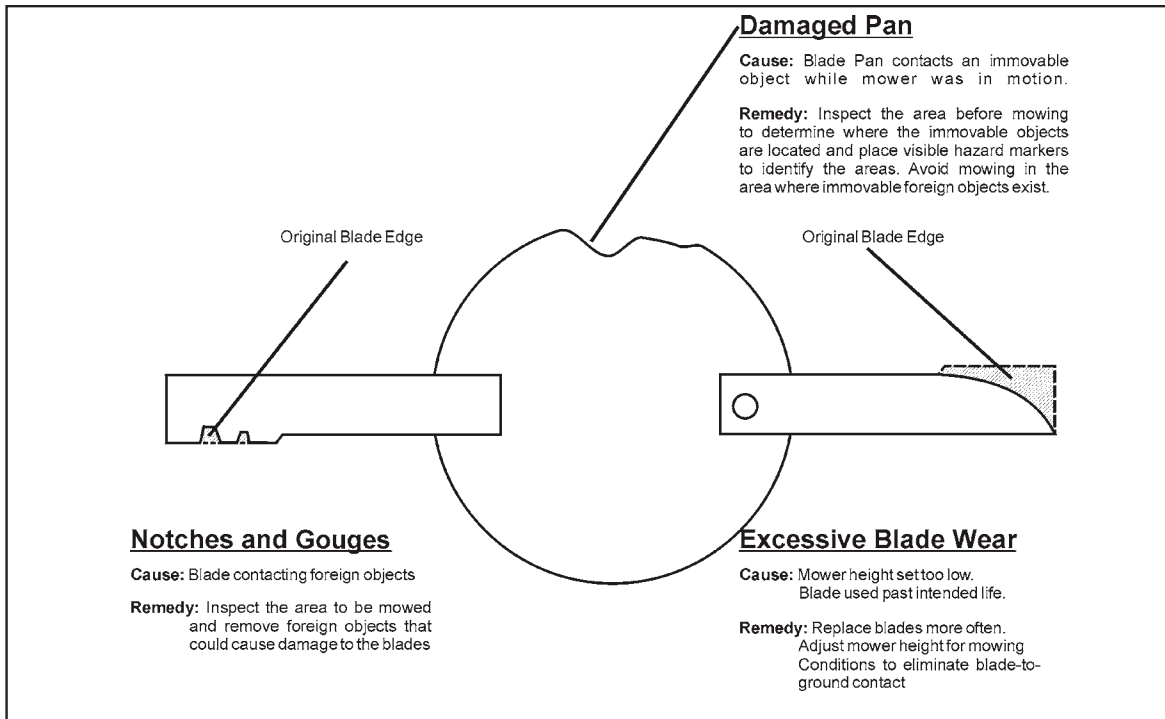 Damaged Pan
Cause: Blade Pan contacts an immovable
object while mower was in motion.
Remedy: Inspect the area before mowing
to determine where the immovable objects
are located and place visible hazard markers
to identify the areas. Avoid mowing in the
area where immovable foreign objects exist.
Original Blade Edge
Original Blade Edge
Notches and Gouges
Cause: Blade contacting foreign objects
Remedy: Inspect the area to be mowed
and remove foreign objects that
could cause damage to the blades
Excessive Blade Wear
Cause: Mower height set too low.
Blade used past intended life.
Remedy: Replace blades more often.
Adjust mower height for mowing
Conditions to eliminate blade-to-
ground contact